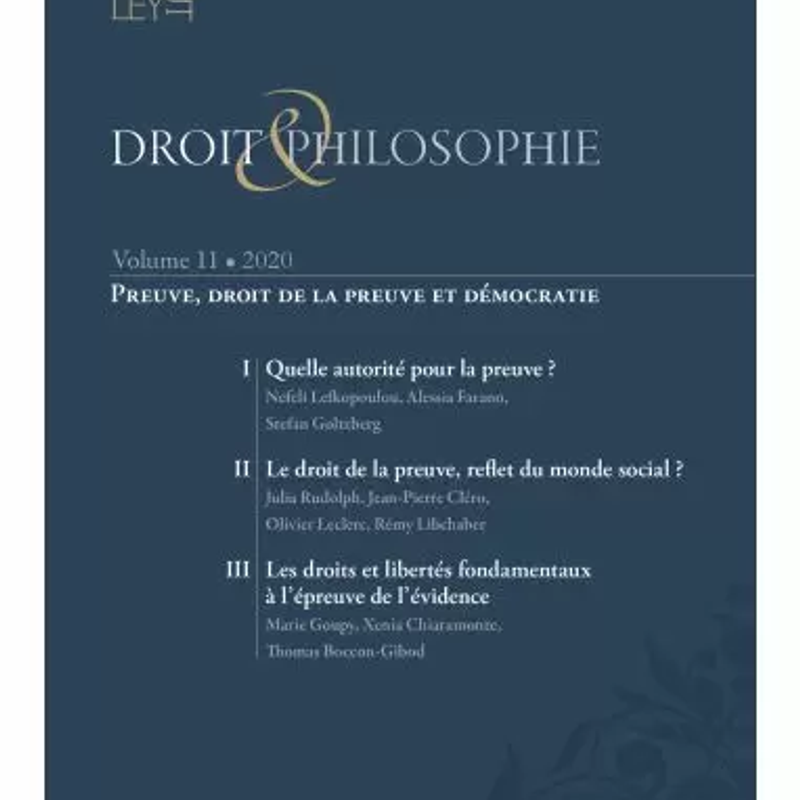 DROIT & PHILOSOPHIE
Volume 11 • 2020
PREUVE, DROIT DE LA PREUVE ET DÉMOCRATIE
I Quelle autorité pour la preuve ?
Nefeli Lefkopoulou, Alessia Farano,
Stefan Goltzberg
II Le droit de la preuve, reflet du monde social ?
Julia Rudolph, Jean-Pierre Cléro,
Olivier Leclerc, Rémy Libchaber
III Les droits et libertés fondamentaux
à l’épreuve de l’évidence
Marie Goupy, Xenia Chiaramonte,
Thomas Boccon-Gibod